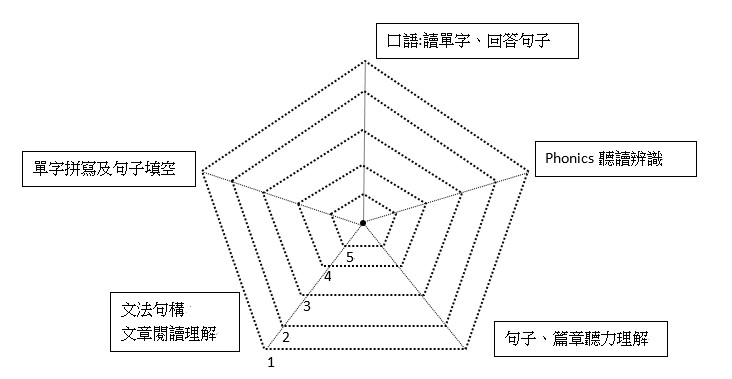 口語:讀單字、回答句子
單字拼寫及句子填空
Phonics 聽讀辨識
5
4
文法句構
文章閱讀理解
3
2
句子、篇章聽力理解
1